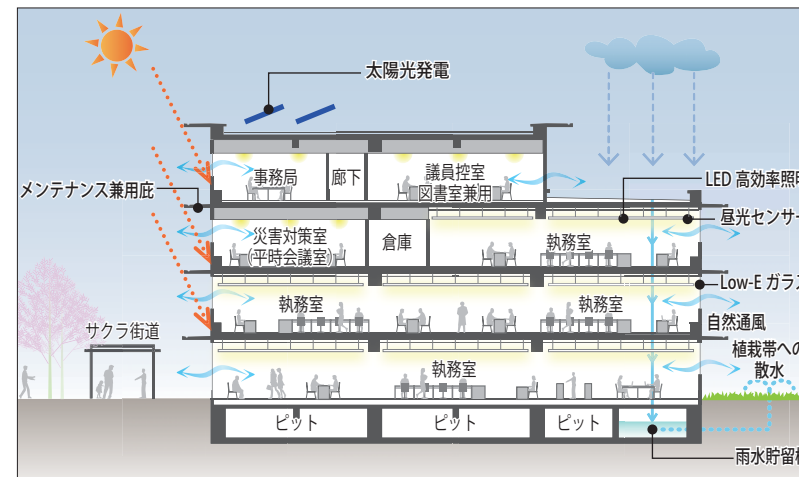 太陽光発電
事務局
廊下
議員控室
図書室兼用
メンテナンス兼用庇
LED 高効率照明
昼光センサー
災害対策室
(平時会議室)
倉庫
執務室
Low-E ガラス
執務室
執務室
自然通風
サクラ街道
植栽帯への
散水
執務室
ピット
ピット
ピット
雨水貯留槽